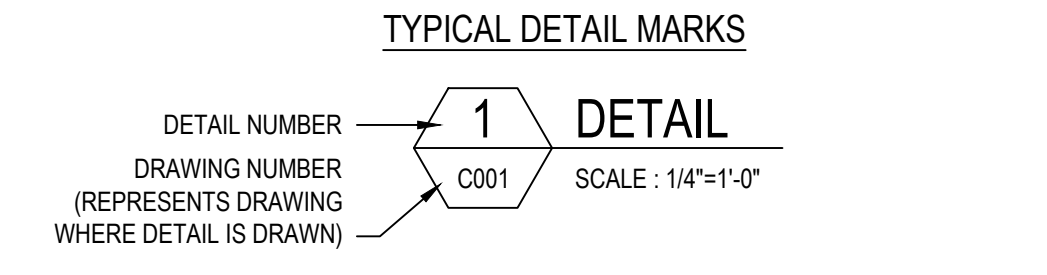 TYPICAL DETAIL MARKS
DETAIL NUMBER
1
DETAIL
DRAWING NUMBER
(REPRESENTS DRAWING
WHERE DETAIL IS DRAWN)
C001
SCALE : 1/4"=1'-0"